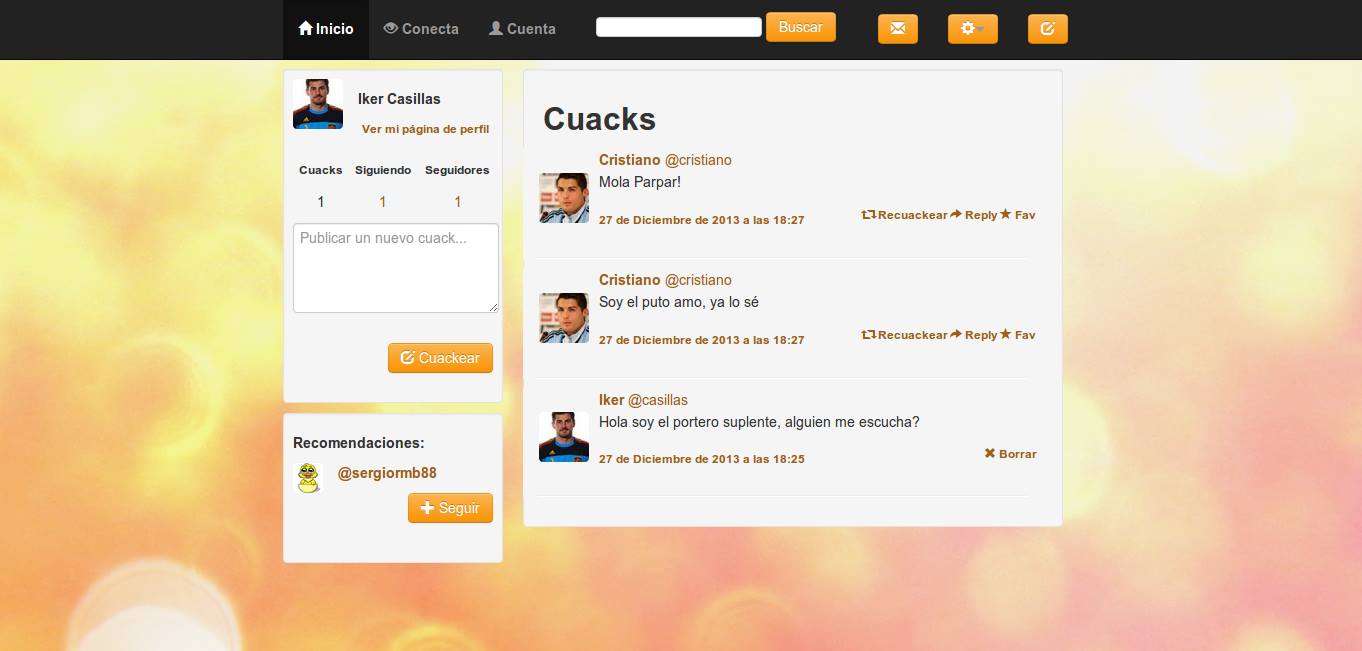 Inicio Conecta Cuenta Buscar
Iker Casillas
Ver mi página de perfil
Cuacks Siguiendo Seguidores
1 1 1
Publicar un nuevo cuack...
Cuackear
Recomendaciones:
@sergiormb88
Seguir
Cuacks
Cristiano @cristiano
Mola Parpar!
27 de Diciembre de 2013 a las 18:27 Recuackear Reply Fav
Cristiano @cristiano
Soy el puto amo, ya lo sé
27 de Diciembre de 2013 a las 18:27 Recuackear Reply Fav
Iker @casillas
Hola soy el portero suplente, alguien me escucha?
27 de Diciembre de 2013 a las 18:25 Borrar